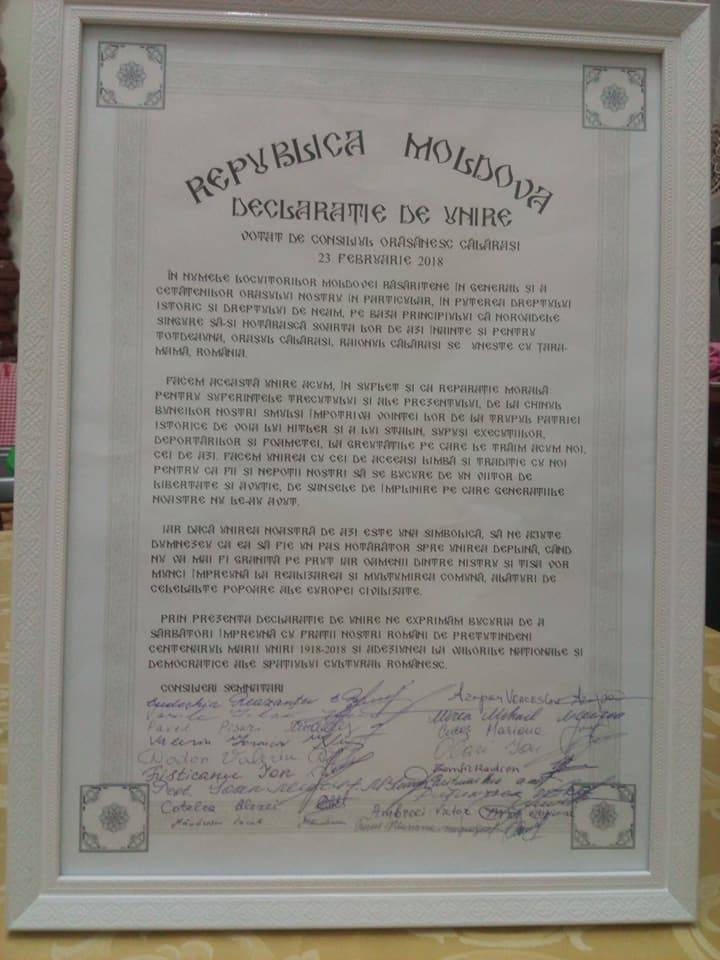 REPUBLICA MOLDOVA
DECLARAȚIE DE UNIRE
VOTAT DE CONSILIUL ORĂȘĂNESC CĂLĂRAȘI
23 FEBRUARIE 2018
ÎN NUMELE LOCUITORILOR MOLDOVEI RĂSĂRITENE ÎN GENERAL ȘI A
CETĂȚENILOR ORAȘULUI NOSTRU ÎN PARTICULAR, ÎN PUTEREA DREPTULUI
ISTORIC ȘI DREPTULUI DE NEAM, PE BAZA PRINCIPIULUI CĂ NOROADELE
SINGURE SĂ-ȘI HOTĂRASCĂ SOARTA LOR DE AZI ÎNAINTE ȘI PENTRU
TOTDEAUNA, ORAȘUL CĂLĂRAȘI, RAIONUL CĂLĂRAȘI SE UNEȘTE CU ȚARA-
MAMĂ, ROMÂNIA.
FACEM ACEASTĂ UNIRE ACUM, ÎN SUFLET ȘI CA REPARAȚIE MORALĂ
PENTRU SUFERINȚELE TRECUTULUI ȘI ALE PREZENTULUI, DE LA CHINUL
BUNEILOR NOȘTRI SMULȘI ÎMPOTRIVA VOINȚEI LOR DE LA TRUPUL PATRIEI
ISTORICE DE VOIA LUI HITLER ȘI A LUI STALIN, SUPUȘI EXECUȚIILOR,
DEPORTĂRILOR ȘI FOAMETEI, LA GREUTĂȚILE PE CARE LE TRĂIM ACUM NOI,
CEI DE AZI. FACEM UNIREA CU CEI DE ACEEAȘI LIMBĂ ȘI TRADIȚIE CU NOI
PENTRU CA FII ȘI NEPOȚII NOȘTRI SĂ SE BUCURE DE UN VIITOR DE
LIBERTATE ȘI AVUȚIE, DE ȘANSELE DE ÎMPLINIRE PE CARE GENERAȚIILE
NOASTRE NU LE-AU AVUT.
IAR DACĂ UNIREA NOASTRĂ DE AZI ESTE UNA SIMBOLICĂ, SĂ NE AJUTE
DUMNEZEU CA EA SĂ FIE UN PAS HOTĂRÂTOR SPRE UNIREA DEPLINĂ, CÂND
NU VA MAI FI GRANIȚĂ PE PRUT IAR OAMENII DINTRE NISTRU ȘI TISA VOR
MUNCI ÎMPREUNĂ LA REALIZAREA ȘI MULȚUMIREA COMUNĂ, ALĂTURI DE
CELELALTE POPOARE ALE EUROPEI CIVILIZATE.
PRIN PREZENTA DECLARAȚIE DE UNIRE NE EXPRIMĂM BUCURIA DE A
SĂRBĂTORI ÎMPREUNĂ CU FRAȚII NOȘTRI ROMÂNI DE PRETUTINDENI
CENTENARUL MARII UNIRI 1918-2018 ȘI ADEZIUNEA LA VALORILE NAȚIONALE ȘI
DEMOCRATICE ALE SPAȚIULUI CULTURAL ROMÂNESC.
CONSILIERI SEMNATARI
Mircea Mihail
Pavel
Mariana
Valeriu
Ion
Ion
Cotelea Alexei
Ambroci Victor